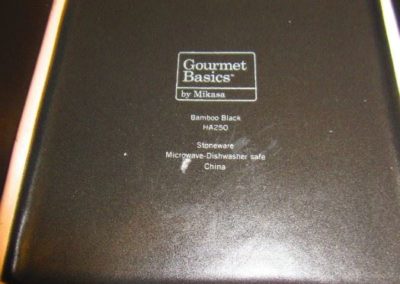 Gourmet
Basics™
by Mikasa
Bamboo Black
HA250
Stoneware
Microwave-Dishwasher safe
China